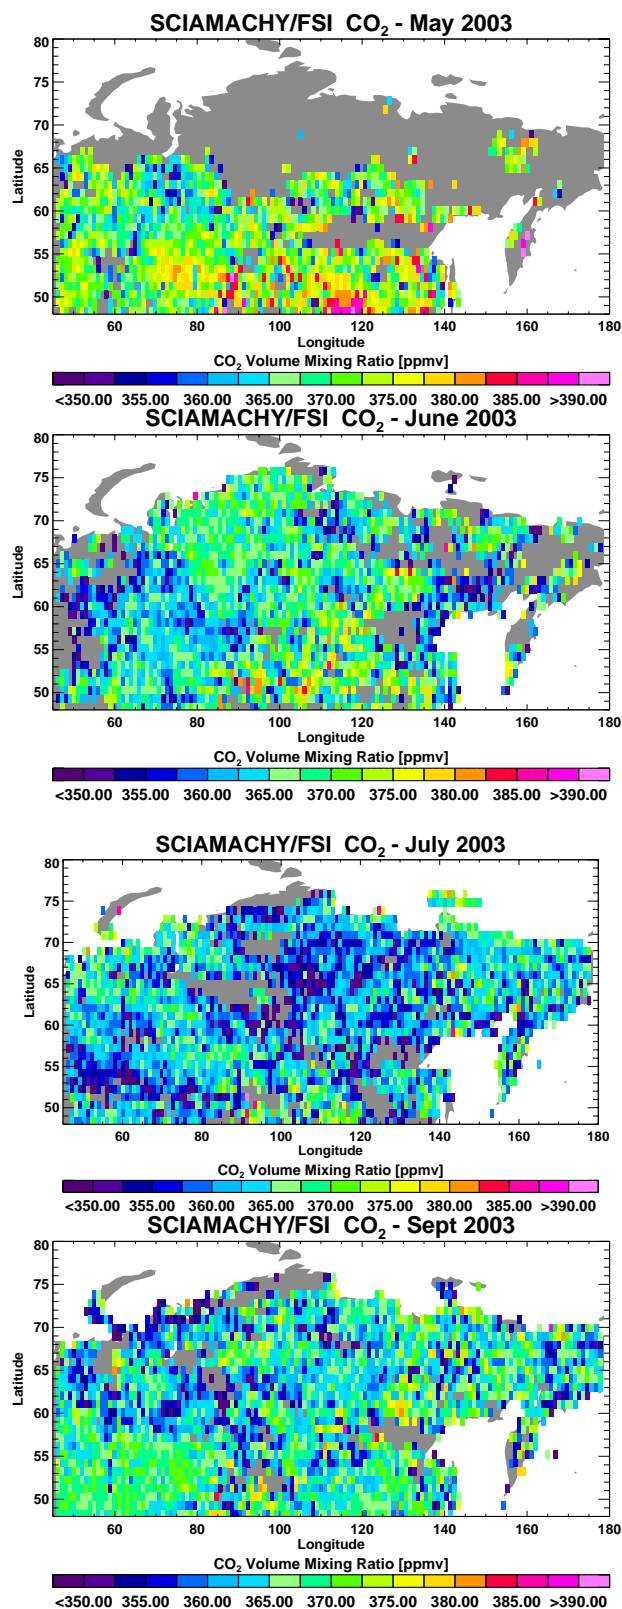 SCIAMACHY/FSI CO₂ - May 2003
80
75
70
65
60
55
50
Latitude
60 80 100 120 140 160 180
Longitude
CO₂ Volume Mixing Ratio [ppmv]
<350.00 355.00 360.00 365.00 370.00 375.00 380.00 385.00 >390.00
SCIAMACHY/FSI CO₂ - June 2003
80
75
70
65
60
55
50
Latitude
60 80 100 120 140 160 180
Longitude
CO₂ Volume Mixing Ratio [ppmv]
<350.00 355.00 360.00 365.00 370.00 375.00 380.00 385.00 >390.00
SCIAMACHY/FSI CO₂ - July 2003
80
75
70
65
60
55
50
Latitude
60 80 100 120 140 160 180
Longitude
CO₂ Volume Mixing Ratio [ppmv]
<350.00 355.00 360.00 365.00 370.00 375.00 380.00 385.00 >390.00
SCIAMACHY/FSI CO₂ - Sept 2003
80
75
70
65
60
55
50
Latitude
60 80 100 120 140 160 180
Longitude
CO₂ Volume Mixing Ratio [ppmv]
<350.00 355.00 360.00 365.00 370.00 375.00 380.00 385.00 >390.00